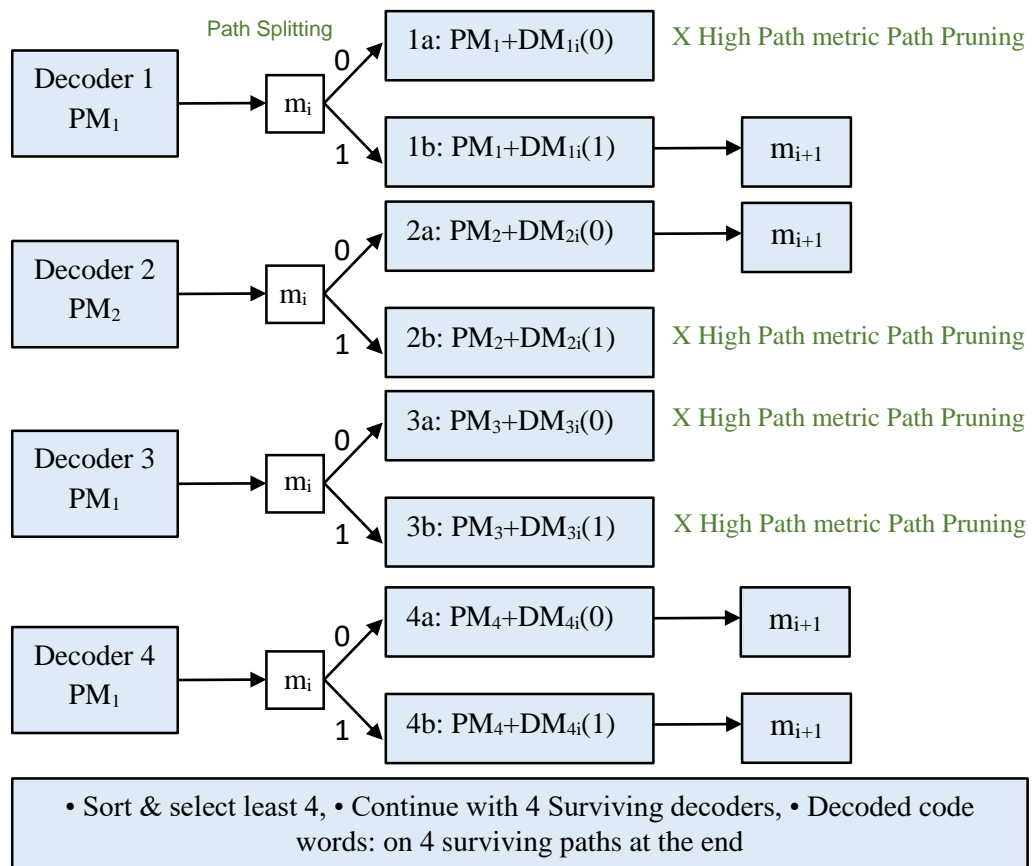 Path Splitting
Decoder 1
PM₁
mᵢ
0
1
1a: PM₁+DM₁ᵢ(0)
X High Path metric Path Pruning
1b: PM₁+DM₁ᵢ(1)
mᵢ₊₁
Decoder 2
PM₂
mᵢ
0
1
2a: PM₂+DM₂ᵢ(0)
mᵢ₊₁
2b: PM₂+DM₂ᵢ(1)
X High Path metric Path Pruning
Decoder 3
PM₁
mᵢ
0
1
3a: PM₃+DM₃ᵢ(0)
X High Path metric Path Pruning
3b: PM₃+DM₃ᵢ(1)
X High Path metric Path Pruning
Decoder 4
PM₁
mᵢ
0
1
4a: PM₄+DM₄ᵢ(0)
mᵢ₊₁
4b: PM₄+DM₄ᵢ(1)
mᵢ₊₁
• Sort & select least 4, • Continue with 4 Surviving decoders, • Decoded code
words: on 4 surviving paths at the end